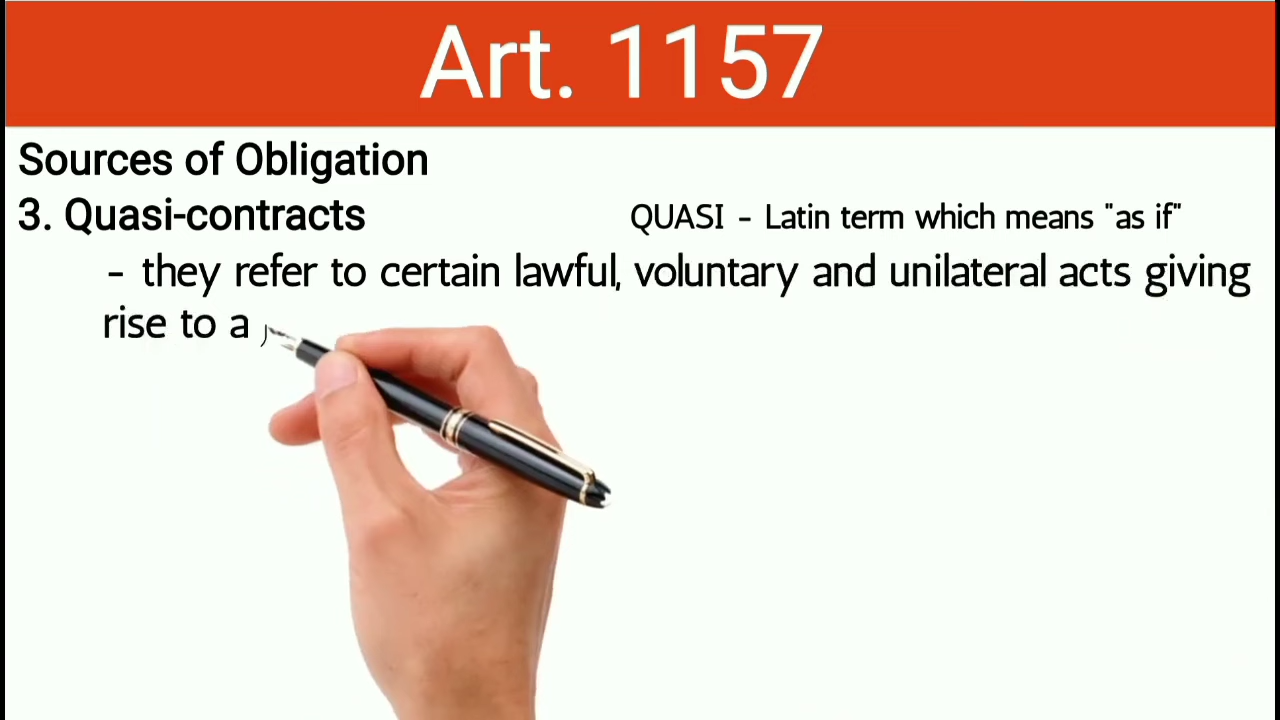 Art. 1157
Sources of Obligation
3. Quasi-contracts
QUASI - Latin term which means "as if"
- they refer to certain lawful, voluntary and unilateral acts giving
rise to a